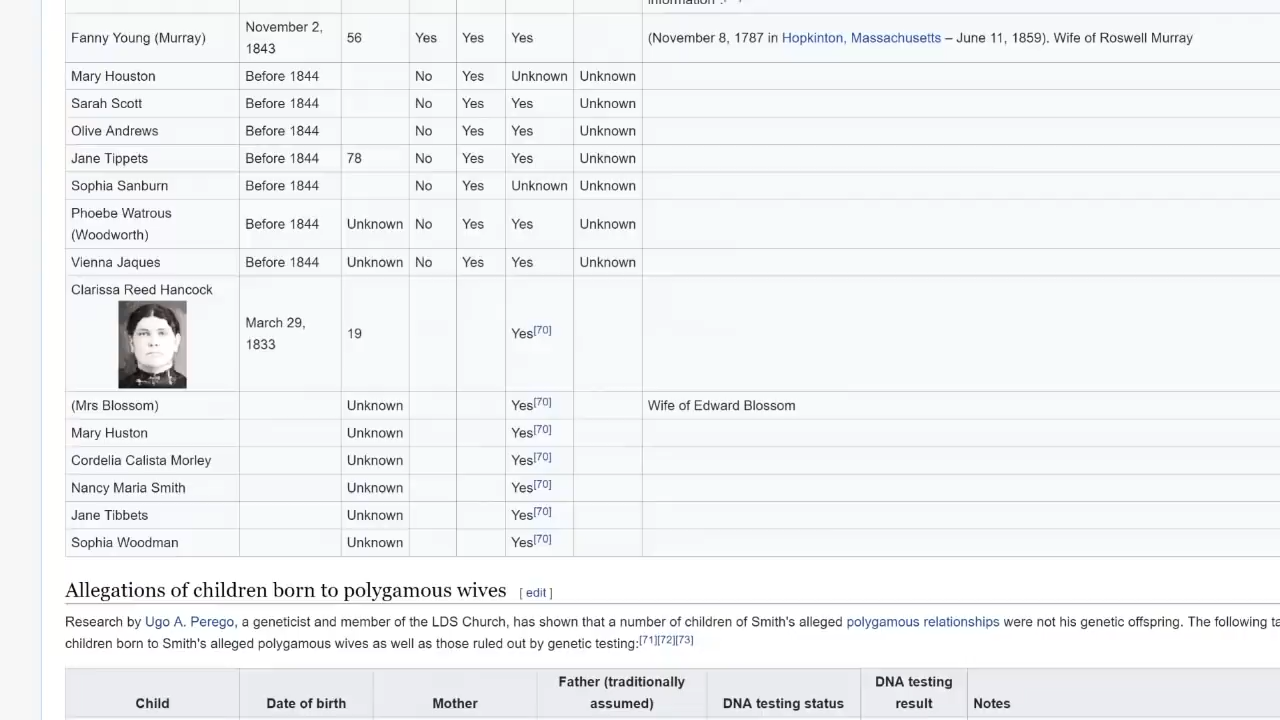 information".[
Fanny Young (Murray) November 2, 1843 56 Yes Yes Yes (November 8, 1787 in Hopkinton, Massachusetts – June 11, 1859). Wife of Roswell Murray
Mary Houston Before 1844 No Yes Unknown Unknown
Sarah Scott Before 1844 No Yes Yes Unknown
Olive Andrews Before 1844 No Yes Yes Unknown
Jane Tippets Before 1844 78 No Yes Yes Unknown
Sophia Sanburn Before 1844 No Yes Unknown Unknown
Phoebe Watrous (Woodworth) Before 1844 Unknown No Yes Yes Unknown
Vienna Jaques Before 1844 Unknown No Yes Yes Unknown
Clarissa Reed Hancock March 29, 1833 19 Yes[70]
(Mrs Blossom) Unknown Yes[70] Wife of Edward Blossom
Mary Huston Unknown Yes[70]
Cordelia Calista Morley Unknown Yes[70]
Nancy Maria Smith Unknown Yes[70]
Jane Tibbets Unknown Yes[70]
Sophia Woodman Unknown Yes[70]
Allegations of children born to polygamous wives [ edit ]
Research by Ugo A. Perego, a geneticist and member of the LDS Church, has shown that a number of children of Smith's alleged polygamous relationships were not his genetic offspring. The following ta
children born to Smith's alleged polygamous wives as well as those ruled out by genetic testing:[71][72][73]
Child Date of birth Mother Father (traditionally assumed) DNA testing status DNA testing result Notes